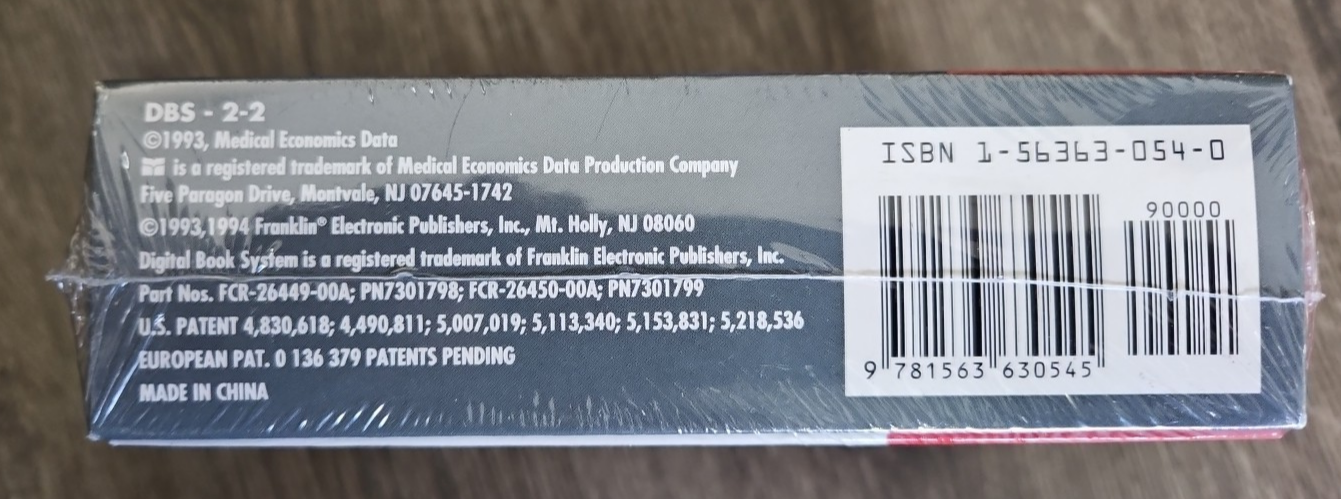 DBS - 2-2
©1993, Medical Economics Data
is a registered trademark of Medical Economics Data Production Company
Five Paragon Drive, Montvale, NJ 07645-1742
©1993,1994 Franklin® Electronic Publishers, Inc., Mt. Holly, NJ 08060
Digital Book System is a registered trademark of Franklin Electronic Publishers, Inc.
Part Nos. FCR-26449-00A; PN7301798; FCR-26450-00A; PN7301799
U.S. PATENT 4,830,618; 4,490,811; 5,007,019; 5,113,340; 5,153,831; 5,218,536
EUROPEAN PAT. 0 136 379 PATENTS PENDING
MADE IN CHINA
ISBN 1-56363-054-0
90000
9 781563 630545